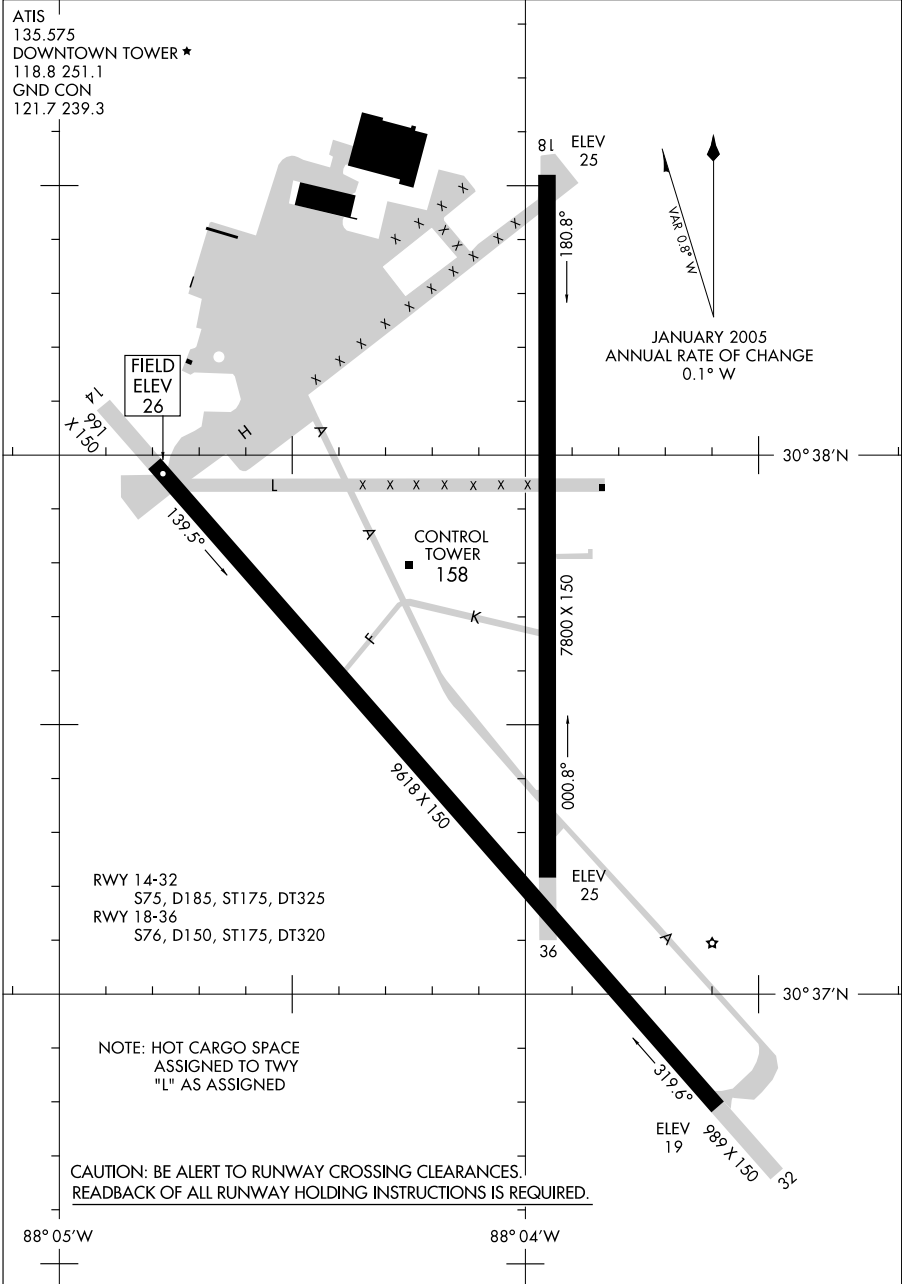 ATIS
135.575
DOWNTOWN TOWER ★
118.8 251.1
GND CON
121.7 239.3
18
ELEV
25
180.8°
VAR 0.8° W
JANUARY 2005
ANNUAL RATE OF CHANGE
0.1° W
X X X X X
X X X X X X X X X X
FIELD
ELEV
26
14
991
X 150
H
A
30° 38'N
L
X X X X X X X
139.5°
A
CONTROL
TOWER
158
7800 X 150
F
K
9618 X 150
000.8°
RWY 14-32
S75, D185, ST175, DT325
RWY 18-36
S76, D150, ST175, DT320
ELEV
25
36
A
30° 37'N
NOTE: HOT CARGO SPACE
ASSIGNED TO TWY
"L" AS ASSIGNED
319.6°
ELEV
19
989 X 150
32
CAUTION: BE ALERT TO RUNWAY CROSSING CLEARANCES.
READBACK OF ALL RUNWAY HOLDING INSTRUCTIONS IS REQUIRED.
88° 05'W
88° 04'W